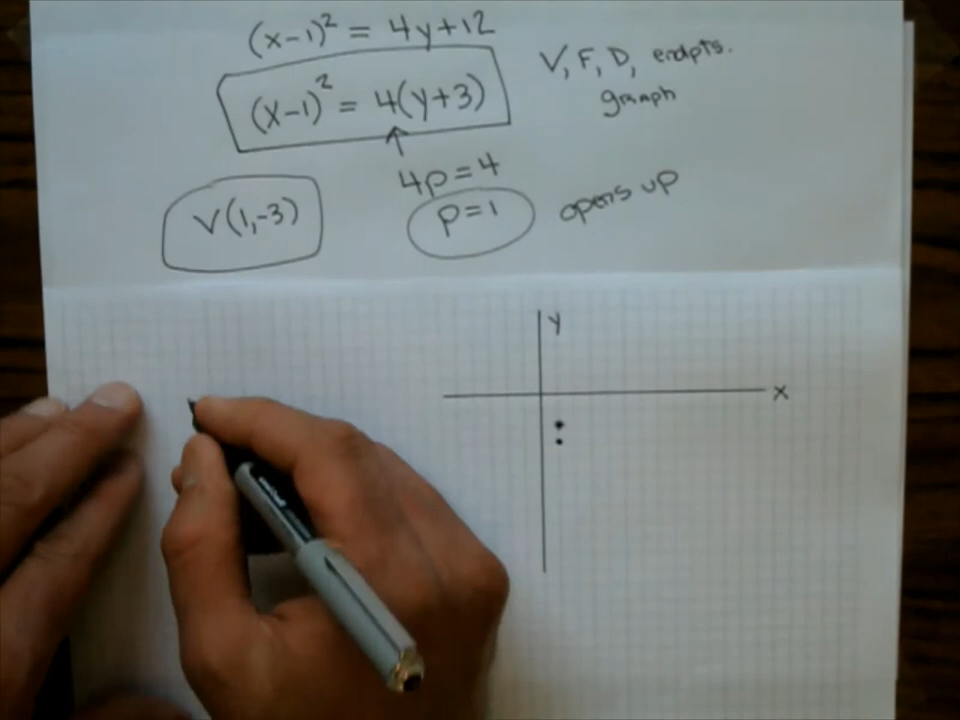 (x-1)² = 4y+12
V, F, D, endpts.
graph
(x-1)² = 4(y+3)
4p=4
V(1,-3)
p=1
opens up
y
x